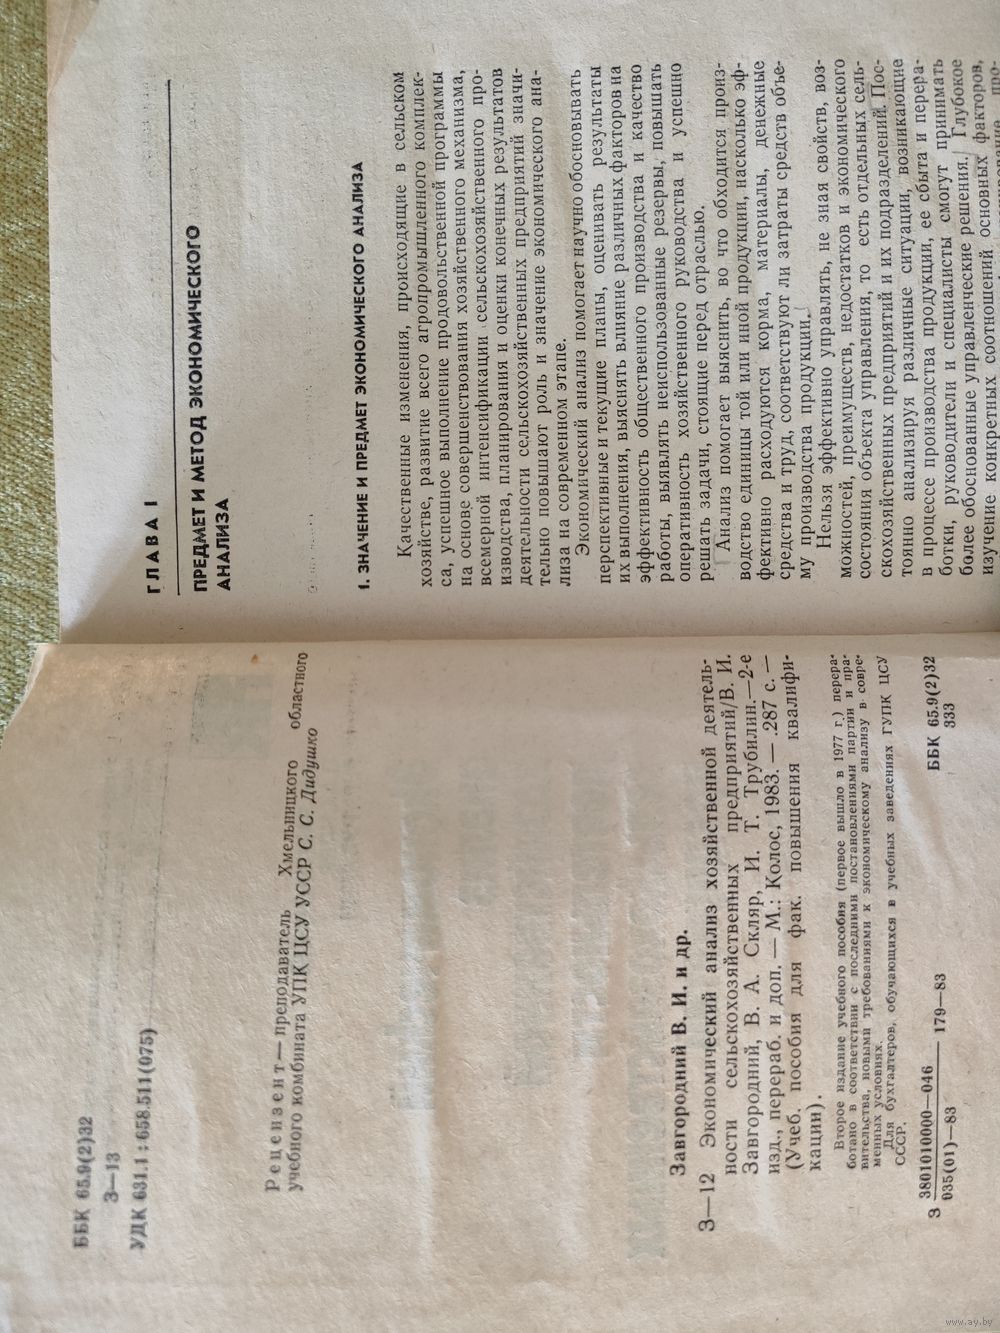 ББК 65.9(2)32
З—13
УДК 631.1 : 658.511(075)
Рецензент — преподаватель Хмельницкого областного
учебного комбината УПК ЦСУ УССР С. С. Дидушко
Завгородний В. И. и др.
З—12 Экономический анализ хозяйственной деятель-
ности сельскохозяйственных предприятий/В. И.
Завгородний, В. А. Скляр, И. Т. Трубилин.—2-е
изд., перераб. и доп. — М.: Колос, 1983. — .287 с. —
(Учеб. пособия для фак. повышения квалифи-
кации).
Второе издание учебного пособия (первое вышло в 1977 г.) перера-
ботано в соответствии с последними постановлениями партии и пра-
вительства, новыми требованиями к экономическому анализу в совре-
менных условиях.
Для бухгалтеров, обучающихся в учебных заведениях ГУПК ЦСУ
СССР.
З 3801010000—046 179—83 ББК 65.9(2)32
035(01)—83 333
ГЛАВА I
ПРЕДМЕТ И МЕТОД ЭКОНОМИЧЕСКОГО
АНАЛИЗА
1. ЗНАЧЕНИЕ И ПРЕДМЕТ ЭКОНОМИЧЕСКОГО АНАЛИЗА
Качественные изменения, происходящие в сельском
хозяйстве, развитие всего агропромышленного комплек-
са, успешное выполнение продовольственной программы
на основе совершенствования хозяйственного механизма,
всемерной интенсификации сельскохозяйственного про-
изводства, планирования и оценки конечных результатов
деятельности сельскохозяйственных предприятий значи-
тельно повышают роль и значение экономического ана-
лиза на современном этапе.
Экономический анализ помогает научно обосновывать
перспективные и текущие планы, оценивать результаты
их выполнения, выяснять влияние различных факторов на
эффективность общественного производства и качество
работы, выявлять неиспользованные резервы, повышать
оперативность хозяйственного руководства и успешно
решать задачи, стоящие перед отраслью.
Анализ помогает выяснить, во что обходится произ-
водство единицы той или иной продукции, насколько эф-
фективно расходуются корма, материалы, денежные
средства и труд, соответствуют ли затраты средств объе-
му производства продукции.
Нельзя эффективно управлять, не зная свойств, воз-
можностей, преимуществ, недостатков и экономического
состояния объекта управления, то есть отдельных сель-
скохозяйственных предприятий и их подразделений. Пос-
тоянно анализируя различные ситуации, возникающие
в процессе производства продукции, ее сбыта и перера-
ботки, руководители и специалисты смогут принимать
более обоснованные управленческие решения. Глубокое
изучение конкретных соотношений основных факторов,
www.ay.by